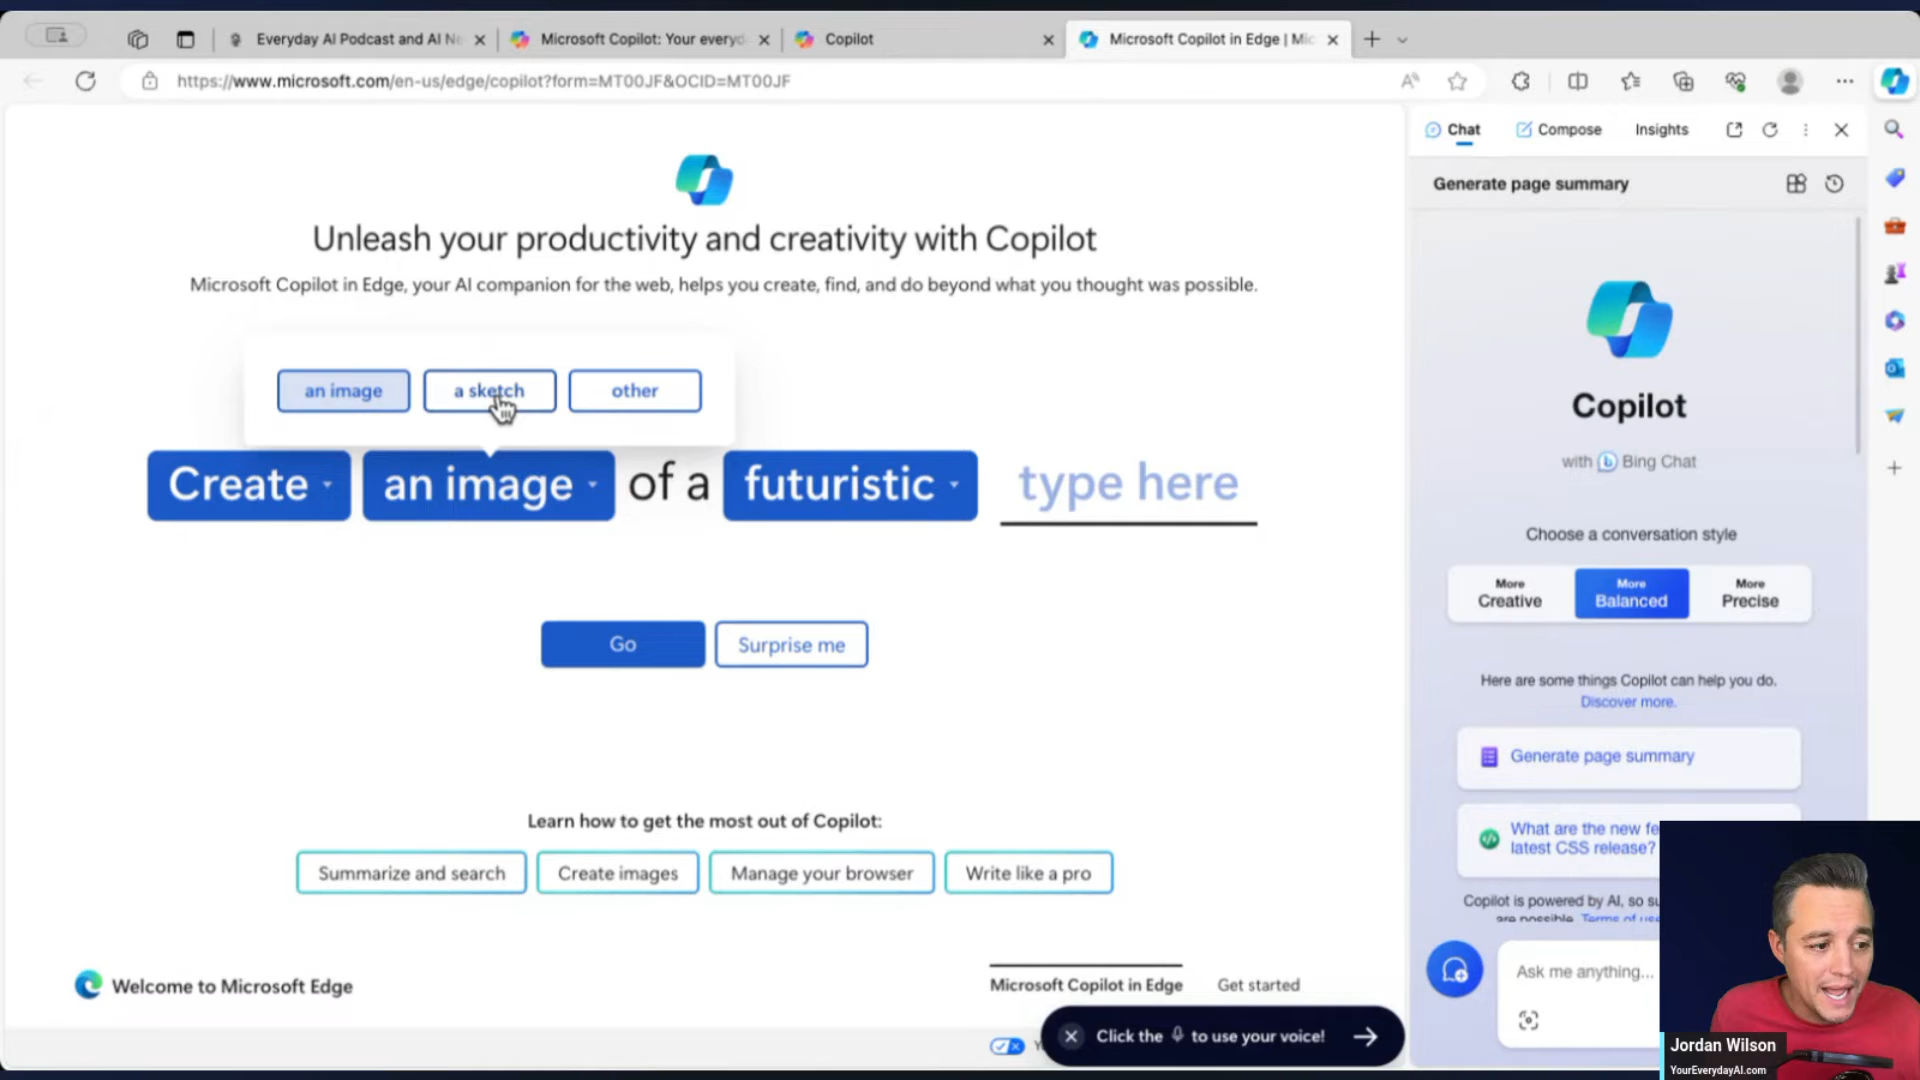 Everyday AI Podcast and AI Ne
Microsoft Copilot: Your everyd
Copilot
Microsoft Copilot in Edge | Mic
https://www.microsoft.com/en-us/edge/copilot?form=MT00JF&OCID=MT00JF
Unleash your productivity and creativity with Copilot
Microsoft Copilot in Edge, your AI companion for the web, helps you create, find, and do beyond what you thought was possible.
an image
a sketch
other
Create an image of a futuristic type here
Go
Surprise me
Learn how to get the most out of Copilot:
Summarize and search
Create images
Manage your browser
Write like a pro
Welcome to Microsoft Edge
Microsoft Copilot in Edge
Get started
Click the to use your voice!
Chat
Compose
Insights
Generate page summary
Copilot
with Bing Chat
Choose a conversation style
More Creative
More Balanced
More Precise
Here are some things Copilot can help you do.
Discover more.
Generate page summary
What are the new fe
latest CSS release?
Copilot is powered by AI, so su
are possible. Terms of use
Ask me anything...
Jordan Wilson
YourEverydayAI.com